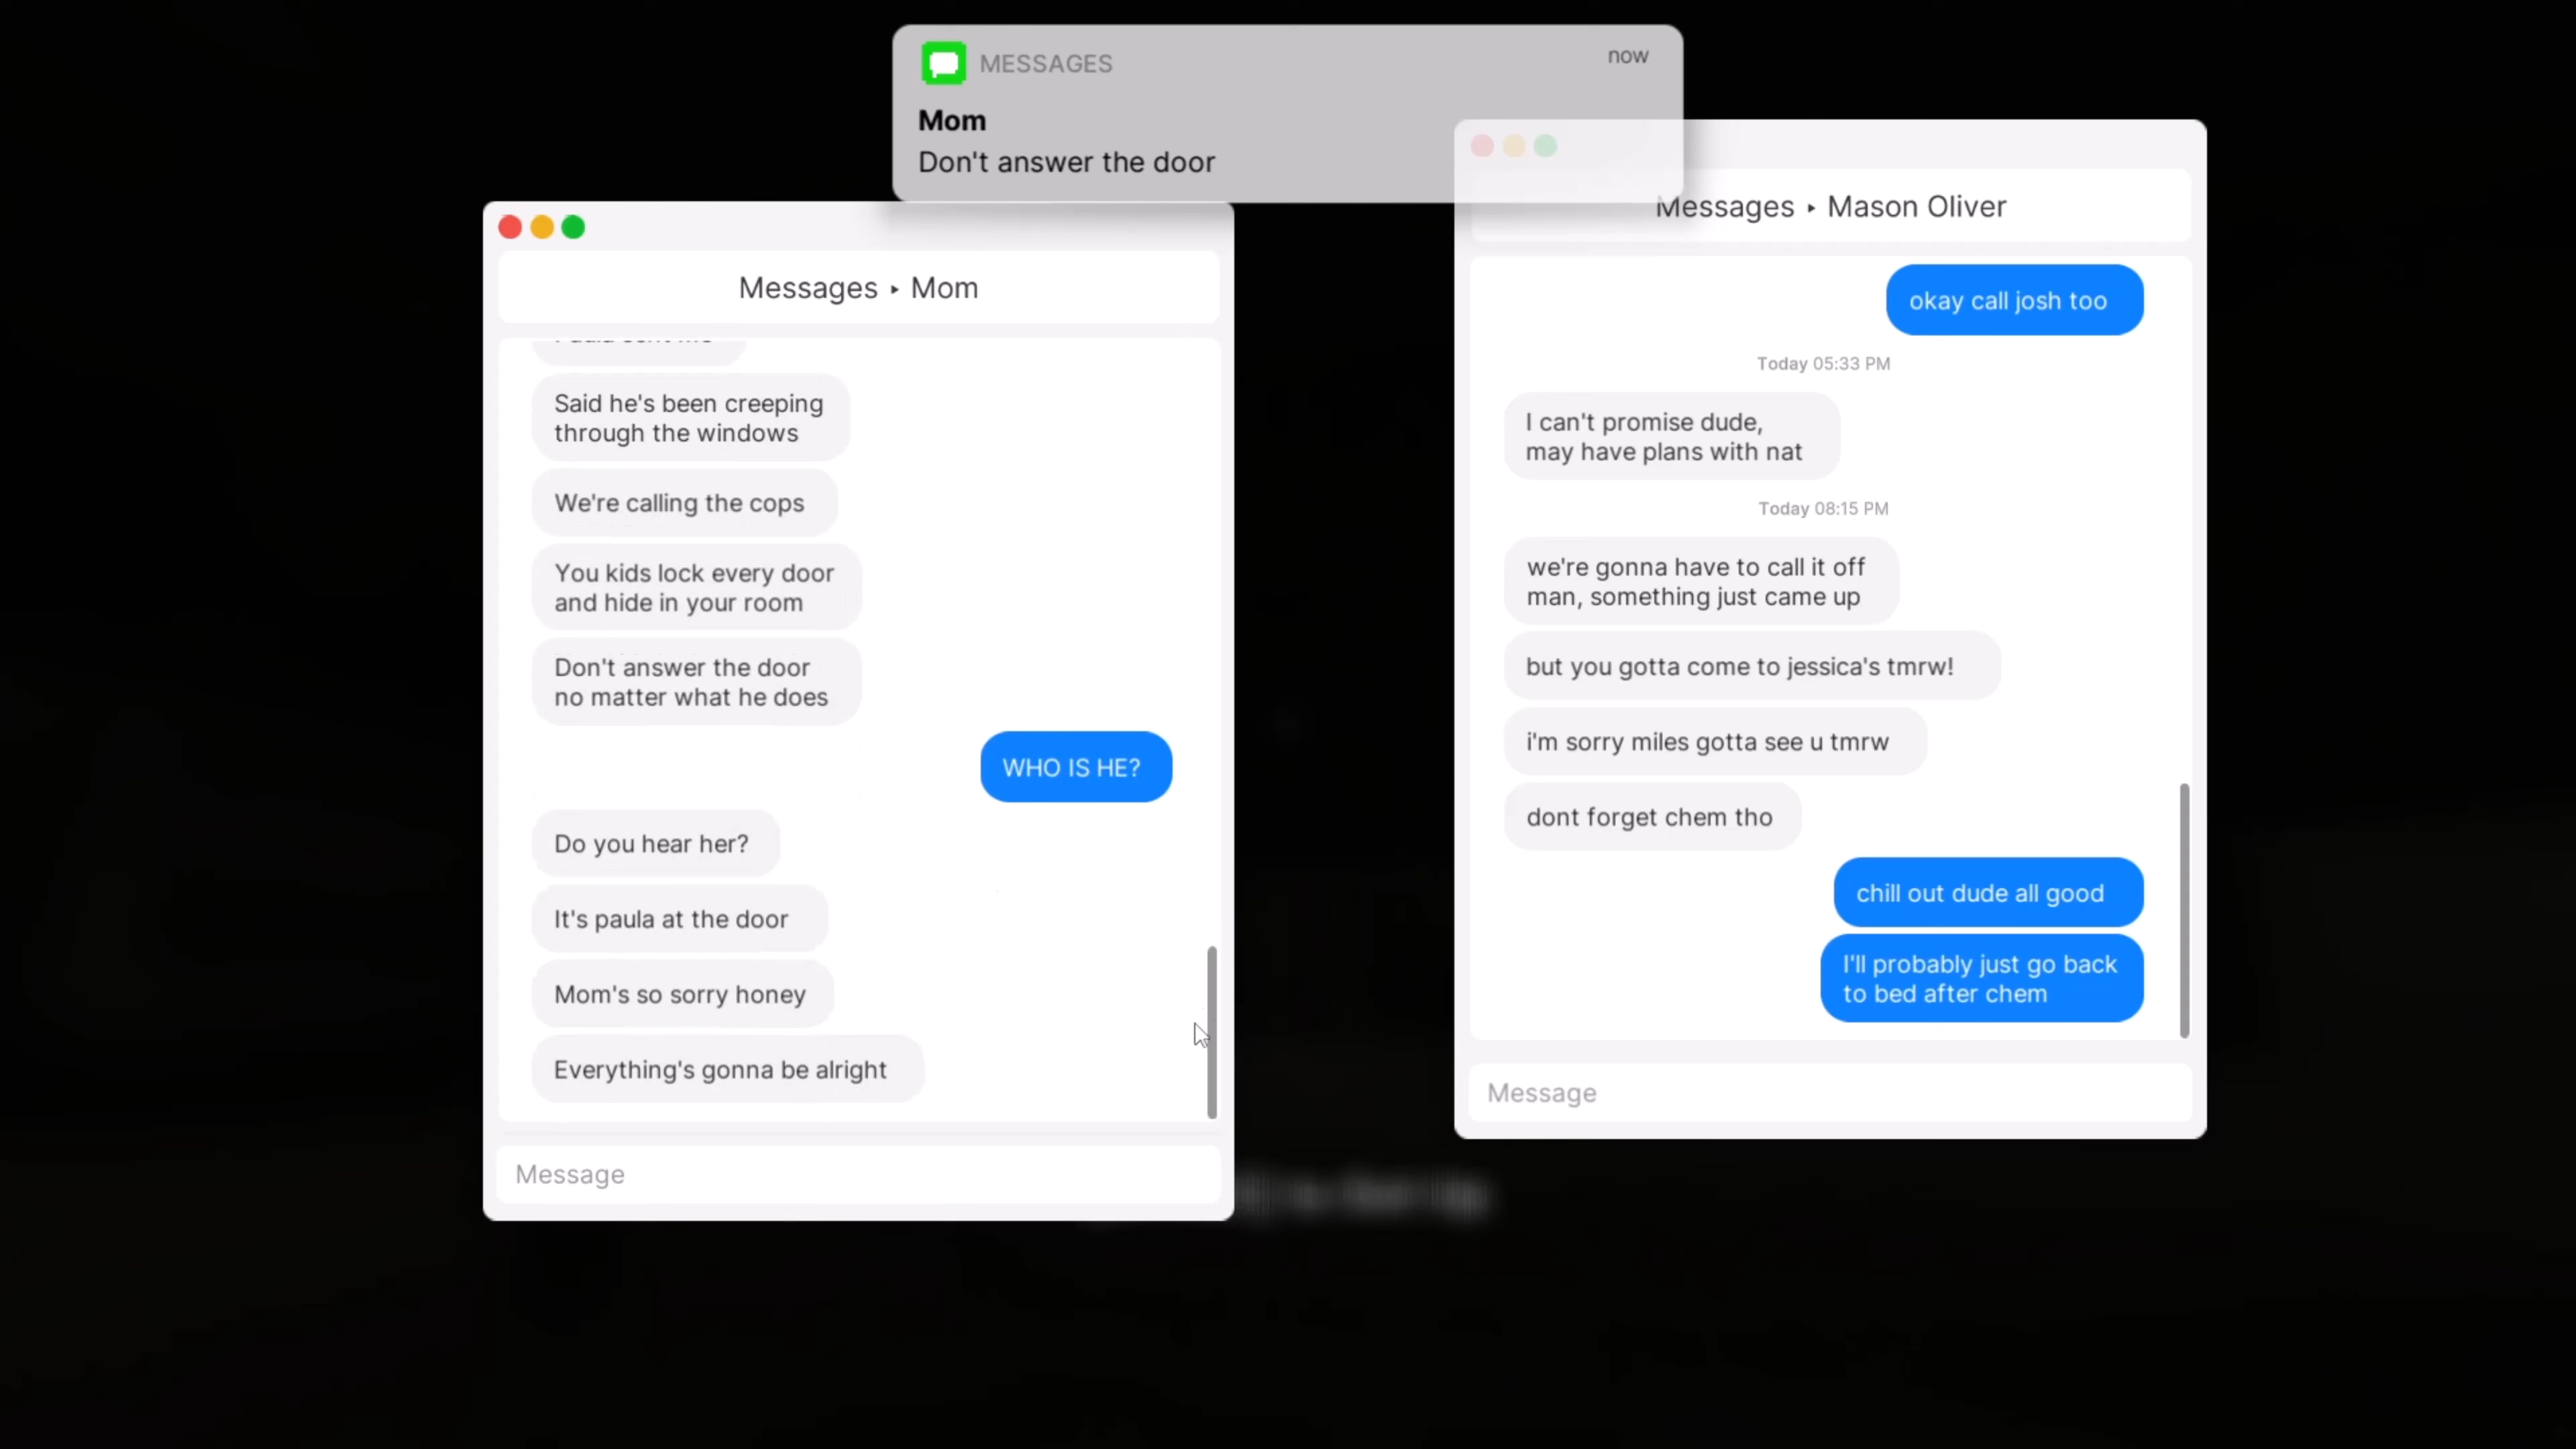 MESSAGES
now
Mom
Don't answer the door
Messages ▸ Mom
Said he's been creeping
through the windows
We're calling the cops
You kids lock every door
and hide in your room
Don't answer the door
no matter what he does
WHO IS HE?
Do you hear her?
It's paula at the door
Mom's so sorry honey
Everything's gonna be alright
Message
Messages ▸ Mason Oliver
okay call josh too
Today 05:33 PM
I can't promise dude,
may have plans with nat
Today 08:15 PM
we're gonna have to call it off
man, something just came up
but you gotta come to jessica's tmrw!
i'm sorry miles gotta see u tmrw
dont forget chem tho
chill out dude all good
I'll probably just go back
to bed after chem
Message